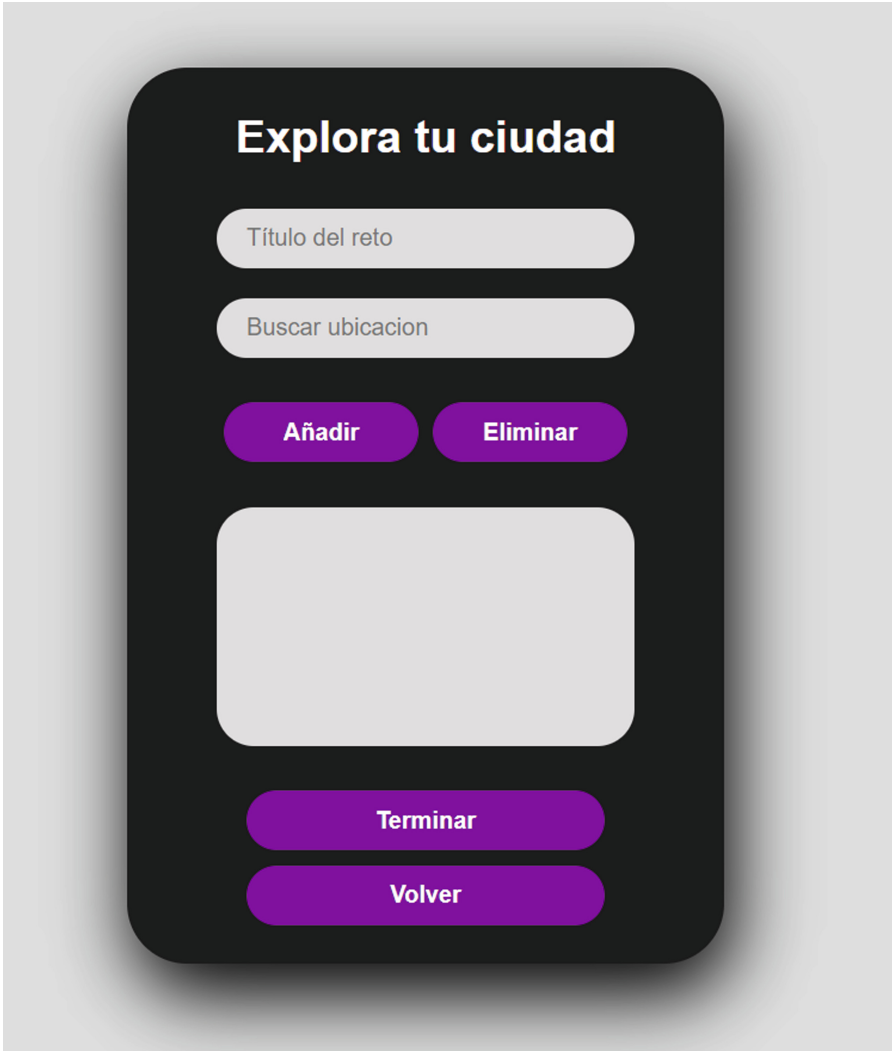 Explora tu ciudad
Título del reto
Buscar ubicacion
Añadir Eliminar
Terminar
Volver